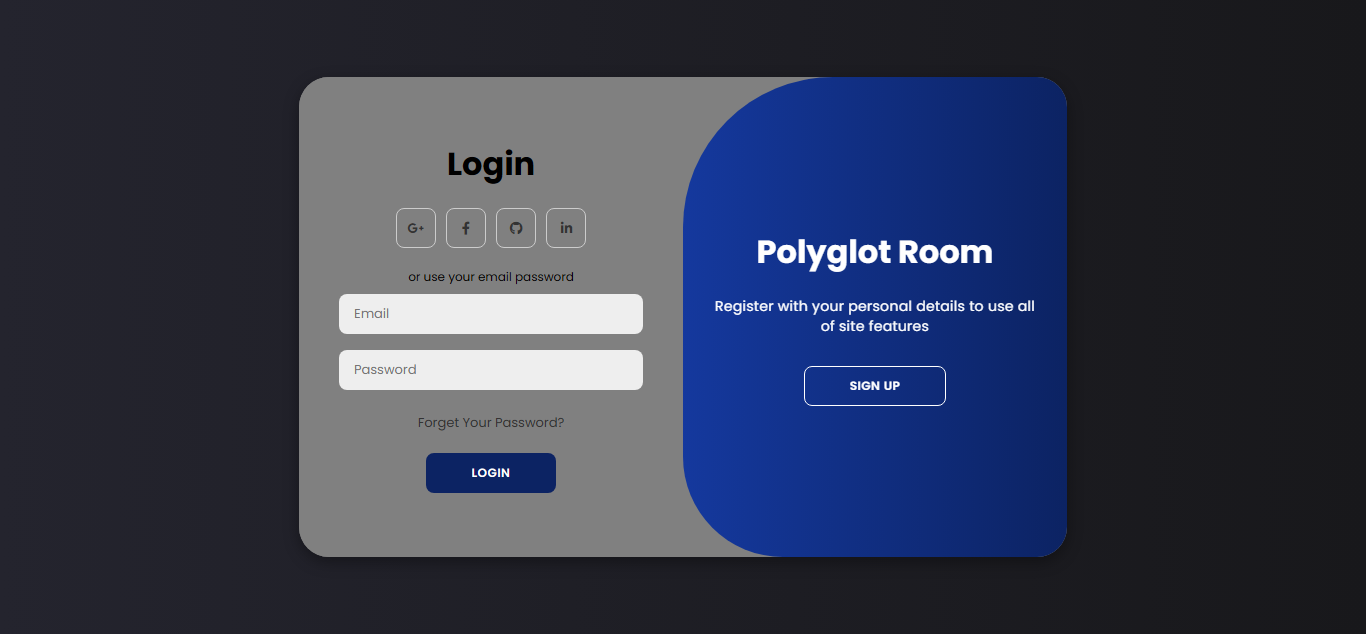 Login
G+
f
in
or use your email password
Email
Password
Forget Your Password?
LOGIN
Polyglot Room
Register with your personal details to use all
of site features
SIGN UP